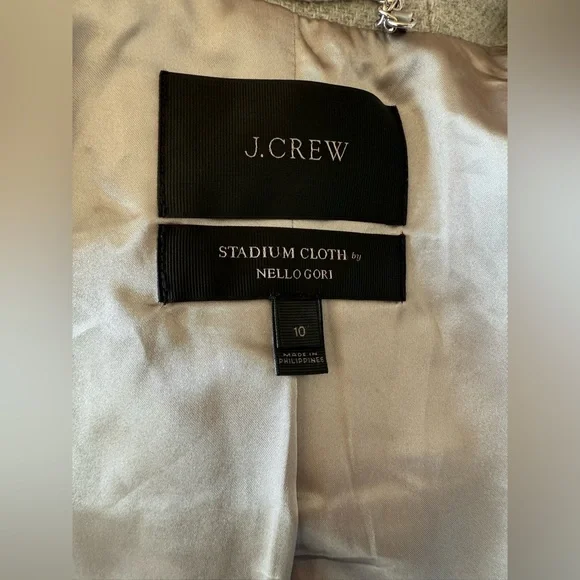 J.CREW
STADIUM CLOTH by
NELLO GORI
10
MADE IN
PHILIPPINES